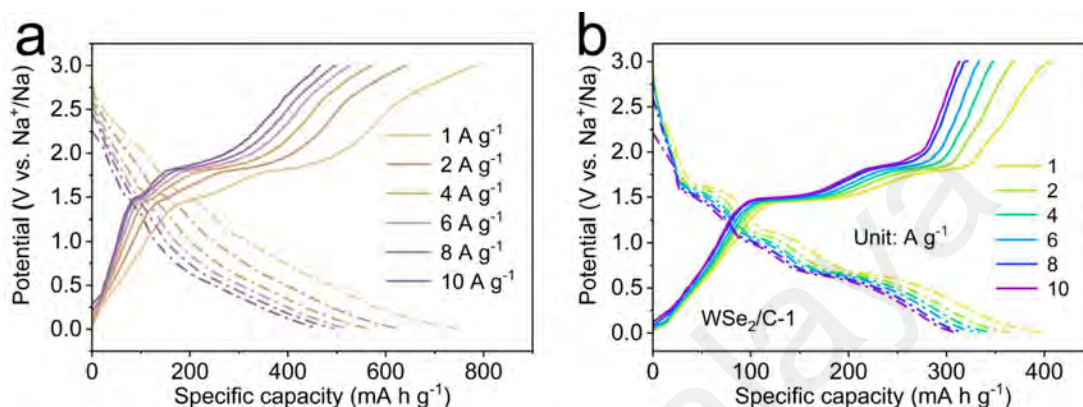 a
3.0
2.5
2.0
1.5
1.0
0.5
0.0
Potential (V vs. Na⁺/Na)
0 200 400 600 800
Specific capacity (mA h g⁻¹)
1 A g⁻¹
2 A g⁻¹
4 A g⁻¹
6 A g⁻¹
8 A g⁻¹
10 A g⁻¹
b
3.0
2.5
2.0
1.5
1.0
0.5
0.0
Potential (V vs. Na⁺/Na)
0 100 200 300 400
Specific capacity (mA h g⁻¹)
1
2
4
6
8
10
Unit: A g⁻¹
WSe₂/C-1